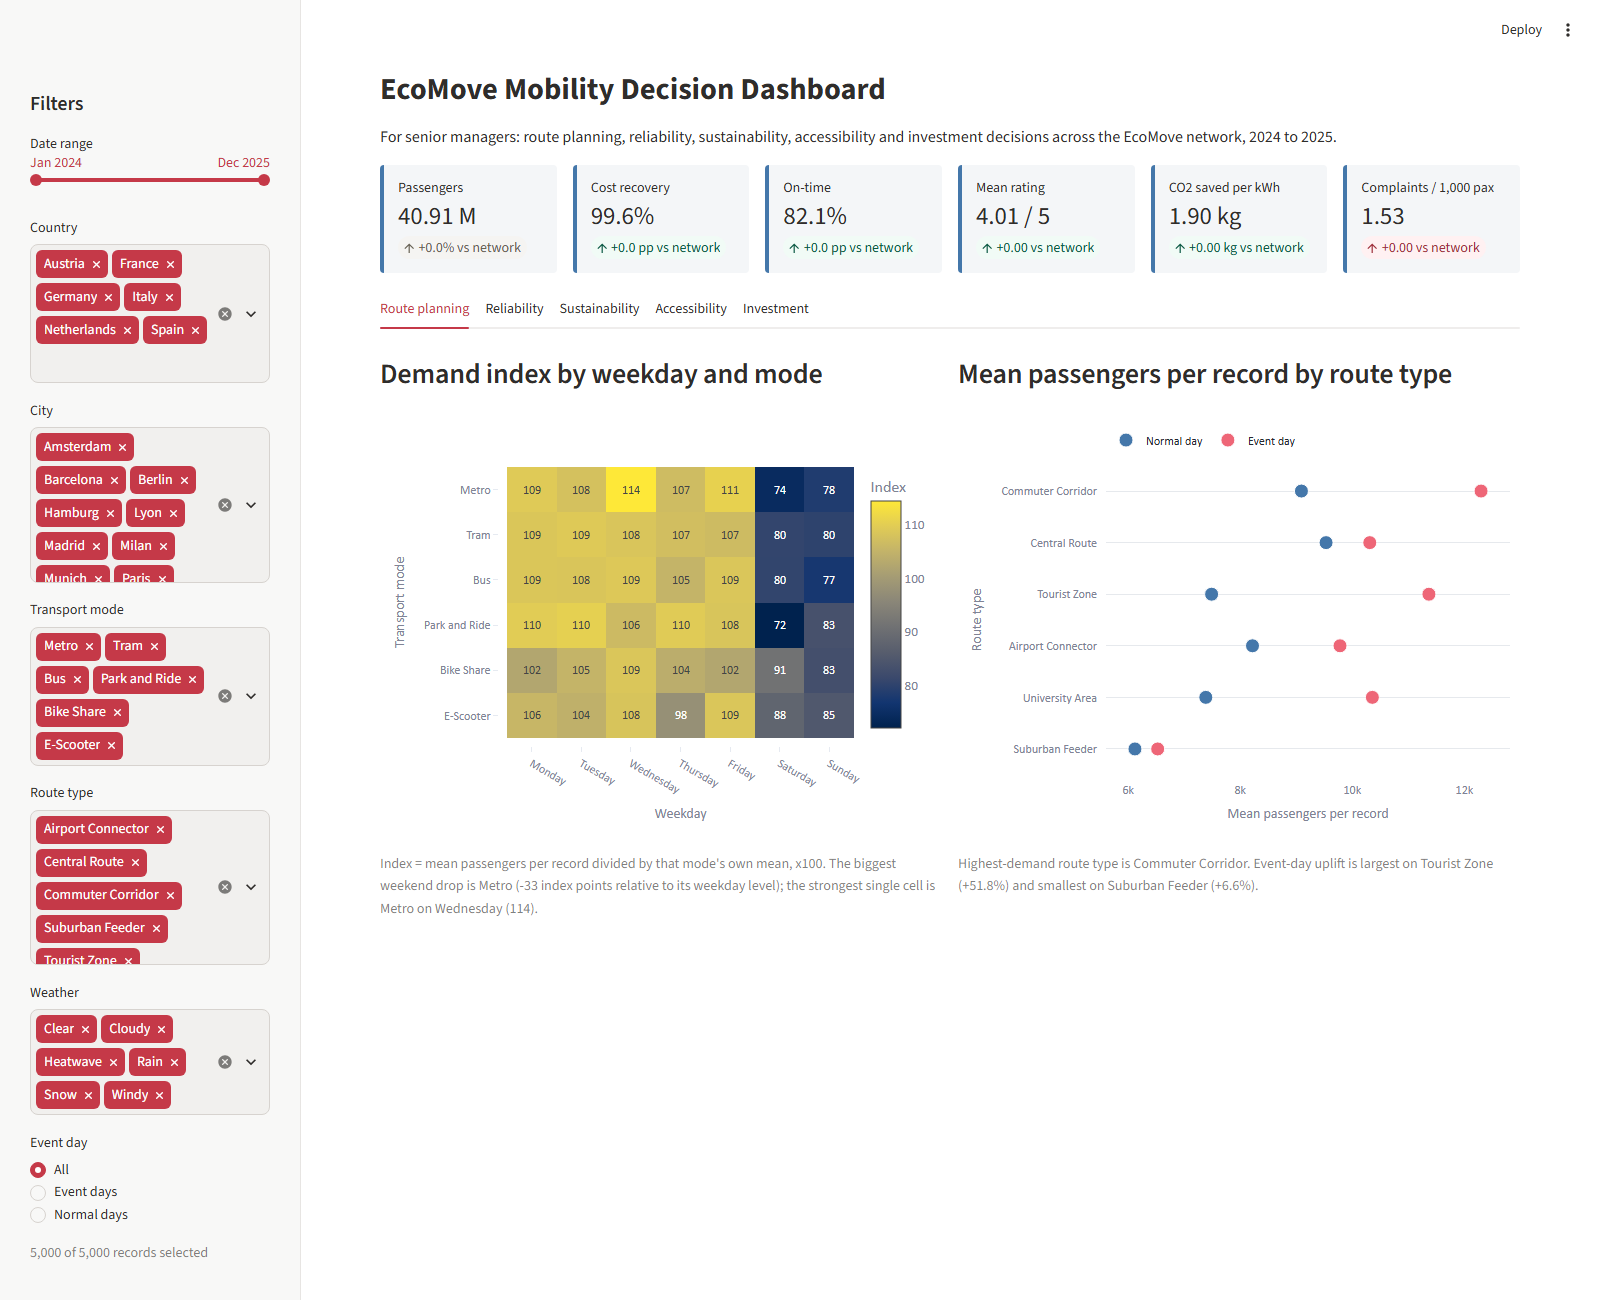 Deploy
Filters
Date range
Jan 2024 Dec 2025
Country
Austria × France ×
Germany × Italy ×
Netherlands × Spain ×
City
Amsterdam ×
Barcelona × Berlin ×
Hamburg × Lyon ×
Madrid × Milan ×
Munich × Paris ×
Transport mode
Metro × Tram ×
Bus × Park and Ride ×
Bike Share ×
E-Scooter ×
Route type
Airport Connector ×
Central Route ×
Commuter Corridor ×
Suburban Feeder ×
Tourist Zone ×
Weather
Clear × Cloudy ×
Heatwave × Rain ×
Snow × Windy ×
Event day
All
Event days
Normal days
5,000 of 5,000 records selected
EcoMove Mobility Decision Dashboard
For senior managers: route planning, reliability, sustainability, accessibility and investment decisions across the EcoMove network, 2024 to 2025.
Passengers
40.91 M
↑ +0.0% vs network
Cost recovery
99.6%
↑ +0.0 pp vs network
On-time
82.1%
↑ +0.0 pp vs network
Mean rating
4.01 / 5
↑ +0.00 vs network
CO2 saved per kWh
1.90 kg
↑ +0.00 kg vs network
Complaints / 1,000 pax
1.53
↑ +0.00 vs network
Route planning Reliability Sustainability Accessibility Investment
Demand index by weekday and mode
Transport mode
Metro 109 108 114 107 111 74 78
Tram 109 109 108 107 107 80 80
Bus 109 108 109 105 109 80 77
Park and Ride 110 110 106 110 108 72 83
Bike Share 102 105 109 104 102 91 83
E-Scooter 106 104 108 98 109 88 85
Monday Tuesday Wednesday Thursday Friday Saturday Sunday
Weekday
Index
110
100
90
80
Index = mean passengers per record divided by that mode's own mean, x100. The biggest
weekend drop is Metro (-33 index points relative to its weekday level); the strongest single cell is
Metro on Wednesday (114).
Mean passengers per record by route type
Normal day Event day
Route type
Commuter Corridor
Central Route
Tourist Zone
Airport Connector
University Area
Suburban Feeder
6k 8k 10k 12k
Mean passengers per record
Highest-demand route type is Commuter Corridor. Event-day uplift is largest on Tourist Zone
(+51.8%) and smallest on Suburban Feeder (+6.6%).